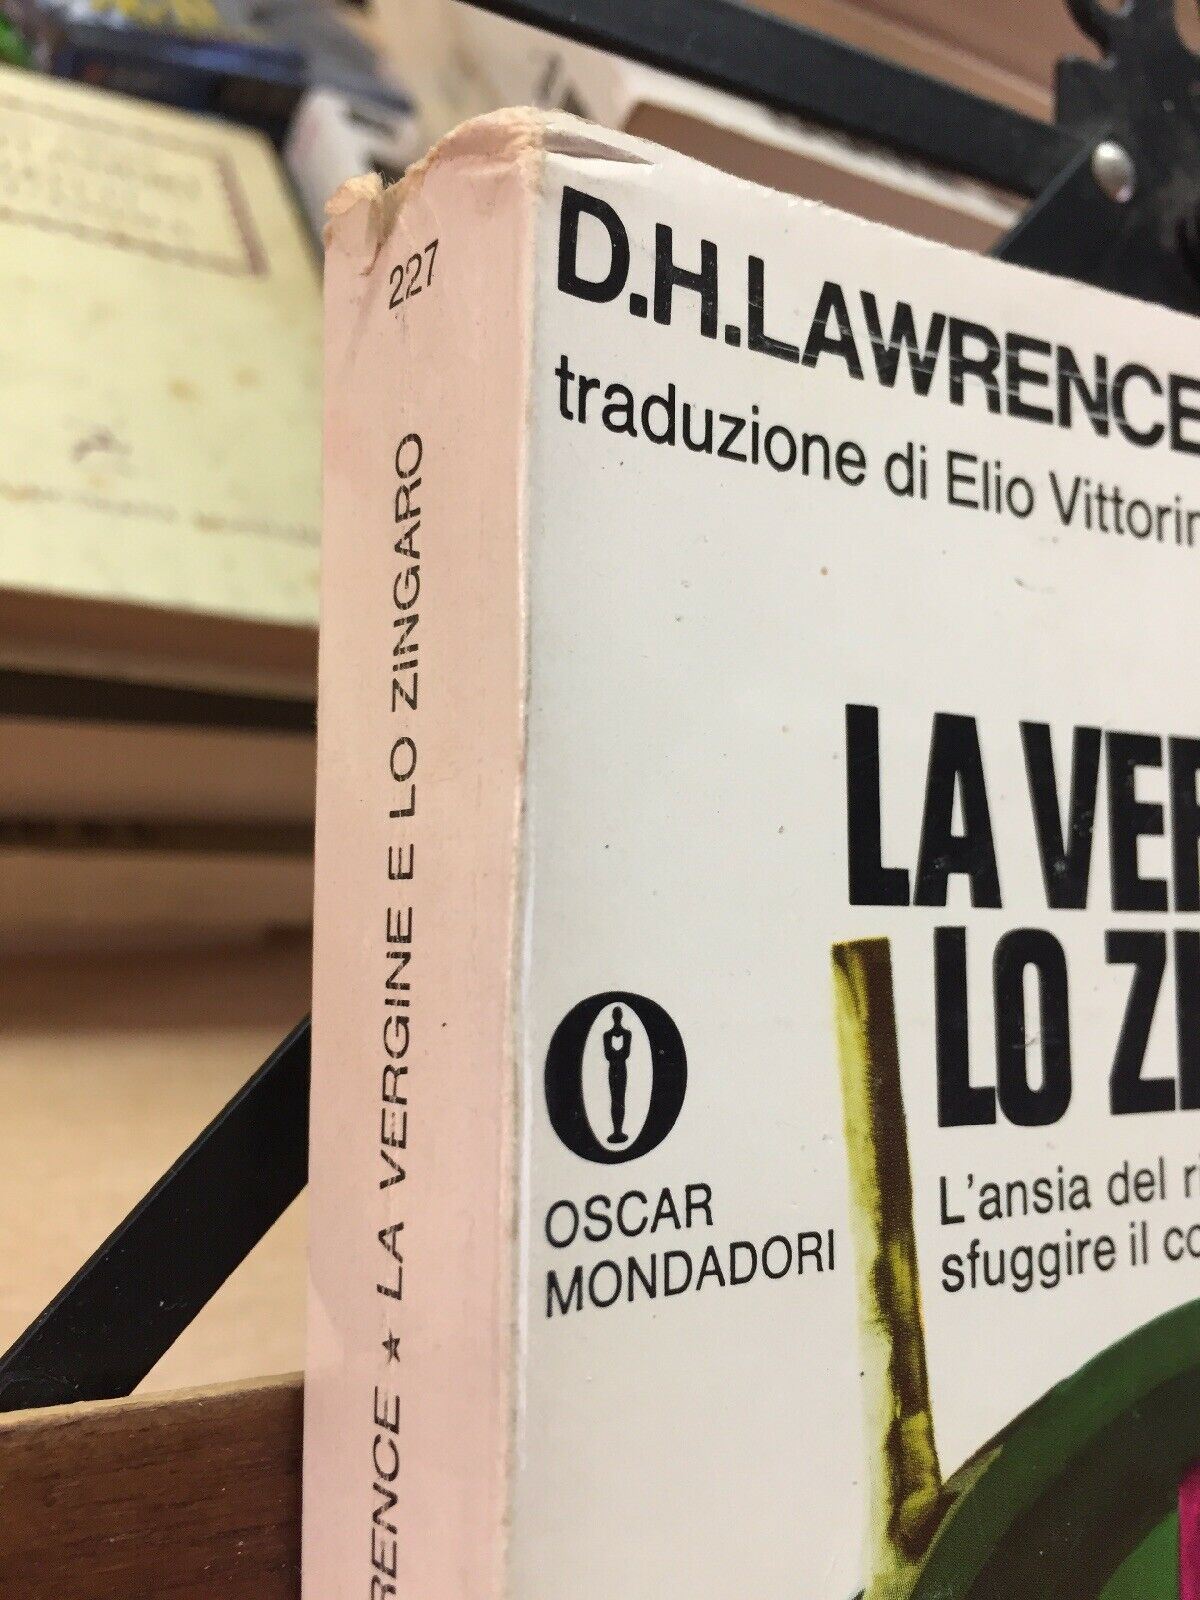 227
RENCE ★ LA VERGINE E LO ZINGARO
D.H.LAWRENCE
traduzione di Elio Vittorin
LA VER
LO ZI
L'ansia del ri
sfuggire il co
OSCAR
MONDADORI